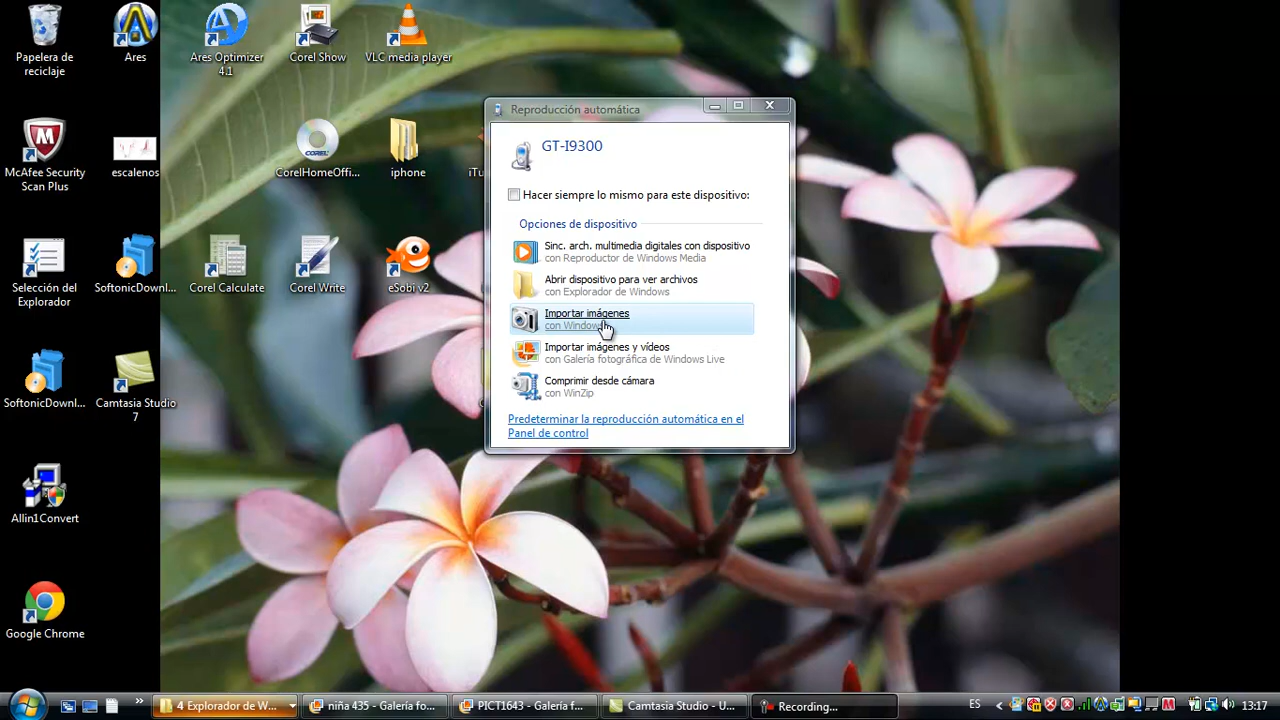 Papelera de
reciclaje
Ares
Ares Optimizer
4.1
Corel Show
VLC media player
McAfee Security
Scan Plus
escalenos
COREL
CorelHomeOffi...
iphone
Selección del
Explorador
SoftonicDownl...
Corel Calculate
Corel Write
eSobi v2
SoftonicDownl...
Camtasia Studio
7
Allin1Convert
Google Chrome
Reproducción automática
GT-I9300
Hacer siempre lo mismo para este dispositivo:
Opciones de dispositivo
Sinc. arch. multimedia digitales con dispositivo
con Reproductor de Windows Media
Abrir dispositivo para ver archivos
con Explorador de Windows
Importar imágenes
con Windows
Importar imágenes y vídeos
con Galería fotográfica de Windows Live
Comprimir desde cámara
con WinZip
Predeterminar la reproducción automática en el
Panel de control
4 Explorador de W...
niña 435 - Galería fo...
PICT1643 - Galería f...
Camtasia Studio - U...
Recording...
ES
13:17